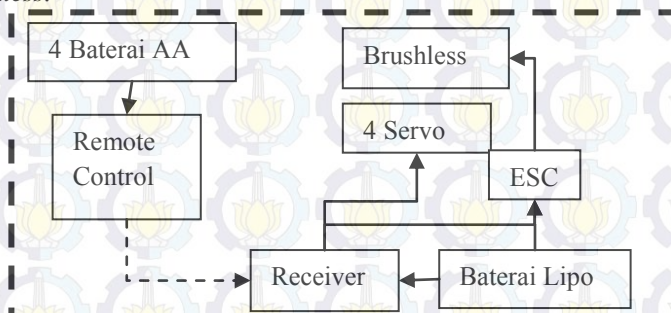 4 Baterai AA
Brushless
4 Servo
Remote
Control
ESC
Receiver
Baterai Lipo